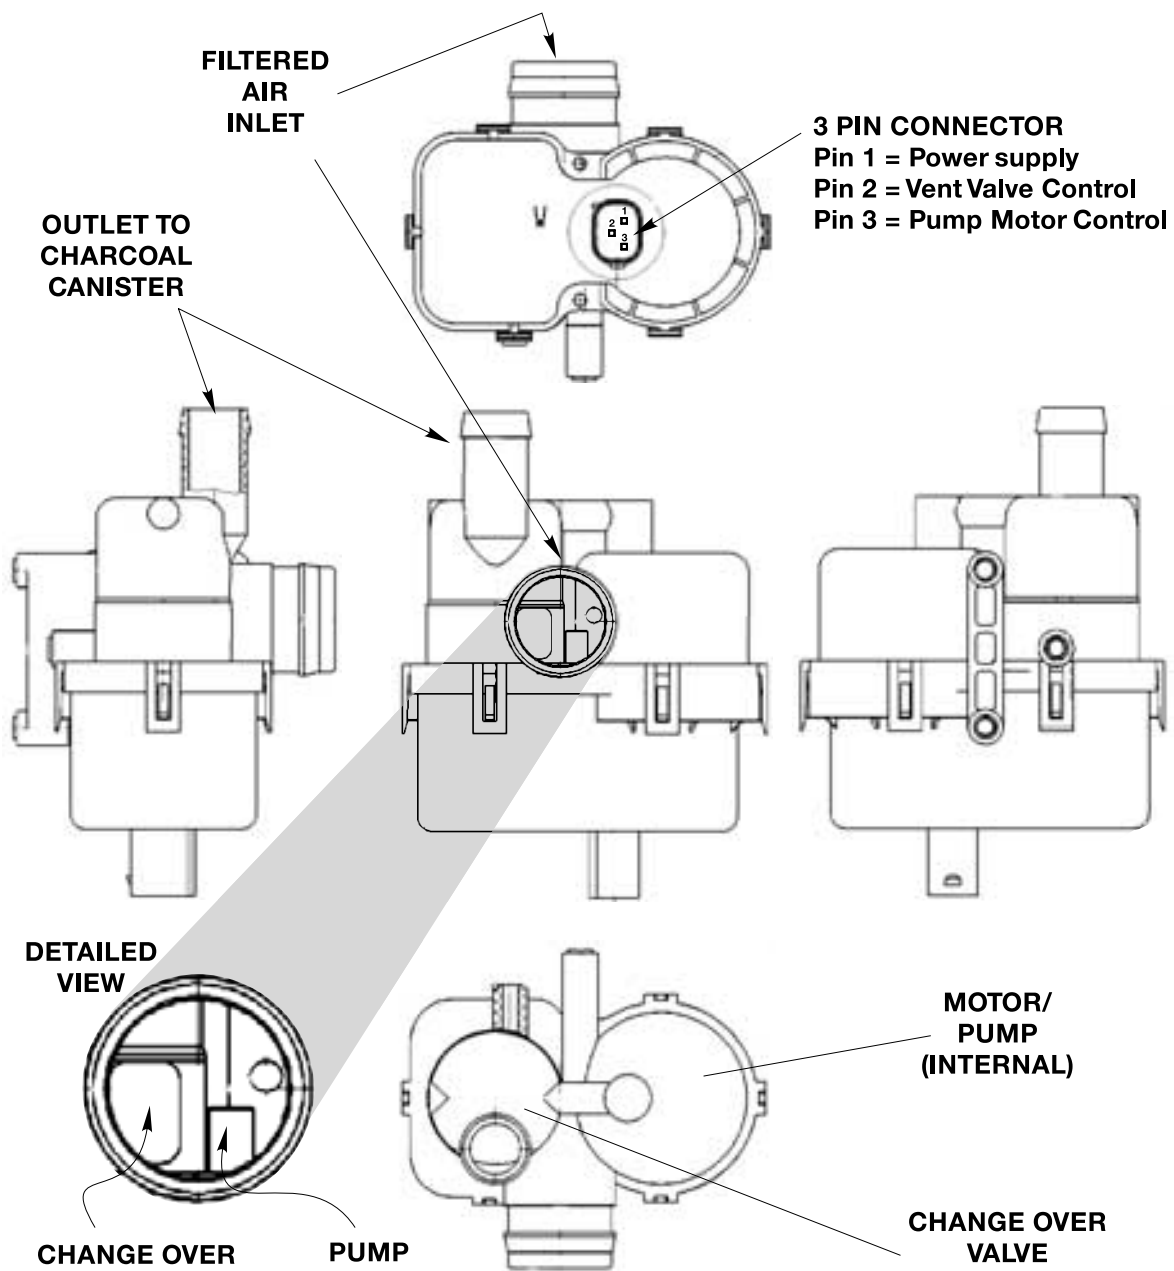 FILTERED
AIR
INLET
3 PIN CONNECTOR
Pin 1 = Power supply
Pin 2 = Vent Valve Control
Pin 3 = Pump Motor Control
1
2
3
OUTLET TO
CHARCOAL
CANISTER
DETAILED
VIEW
MOTOR/
PUMP
(INTERNAL)
CHANGE OVER
PUMP
CHANGE OVER
VALVE